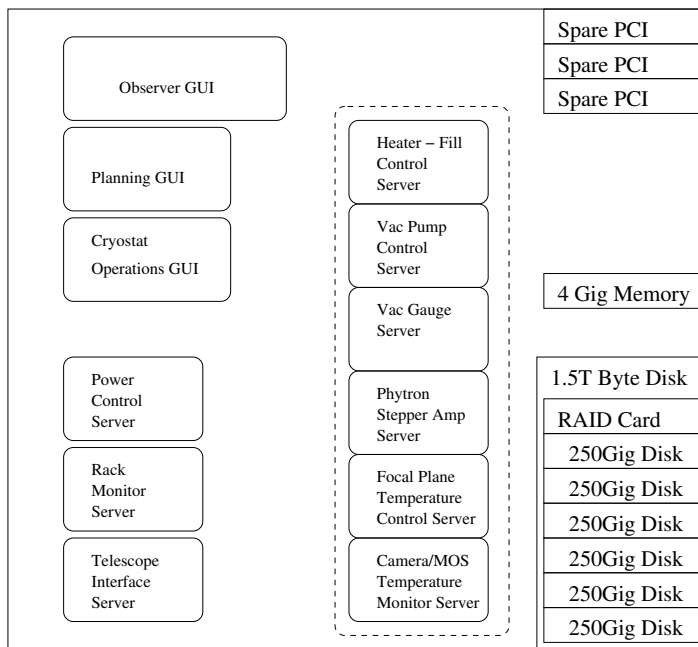 Observer GUI
Planning GUI
Cryostat
Operations GUI
Power
Control
Server
Rack
Monitor
Server
Telescope
Interface
Server
Heater – Fill
Control
Server
Vac Pump
Control
Server
Vac Gauge
Server
Phytron
Stepper Amp
Server
Focal Plane
Temperature
Control Server
Camera/MOS
Temperature
Monitor Server
Spare PCI
Spare PCI
Spare PCI
4 Gig Memory
1.5T Byte Disk
RAID Card
250Gig Disk
250Gig Disk
250Gig Disk
250Gig Disk
250Gig Disk
250Gig Disk